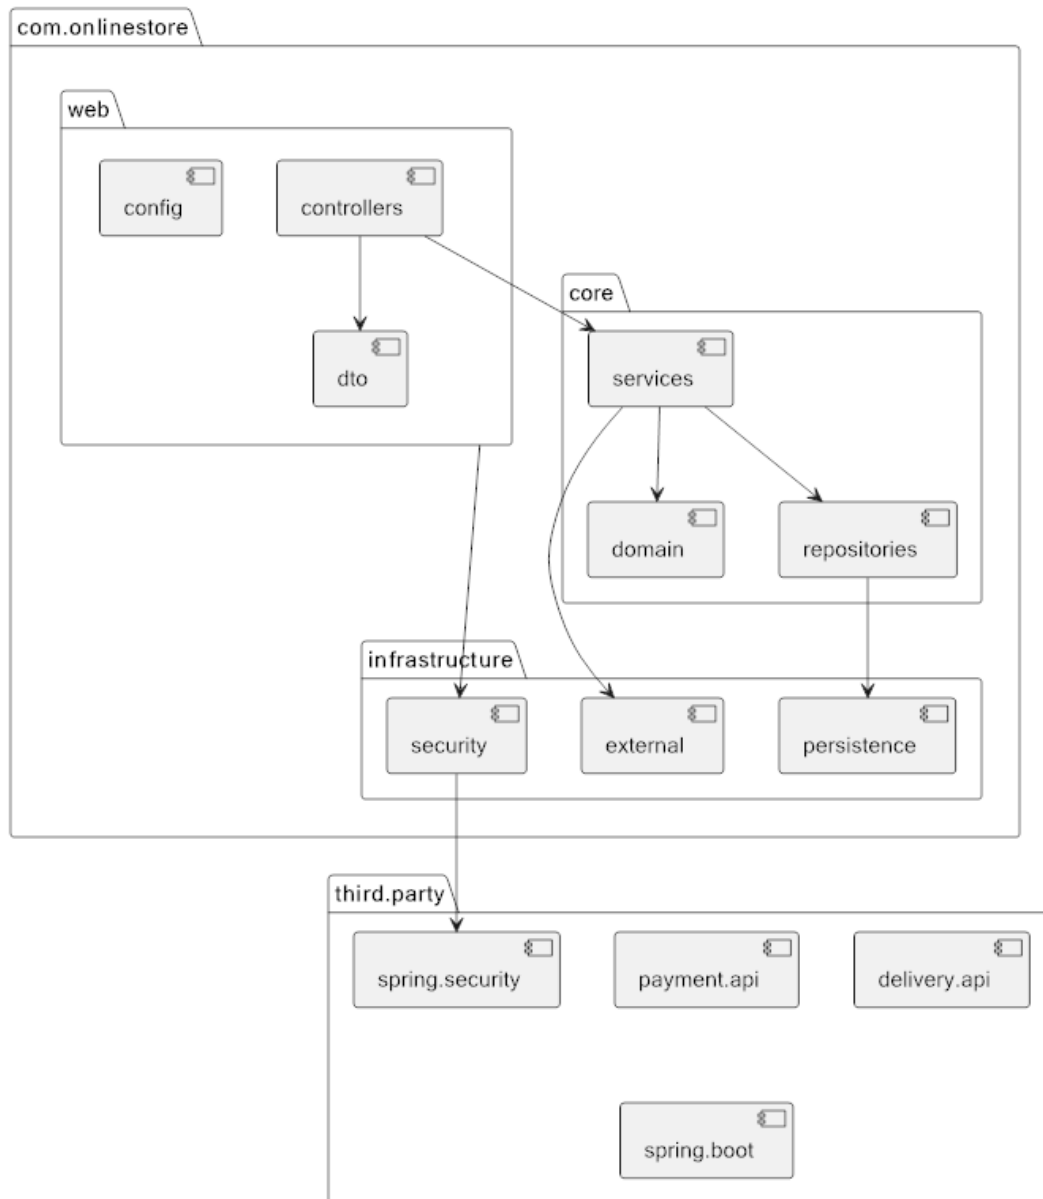 com.onlinestore
web
config
controllers
dto
core
services
domain
repositories
infrastructure
security
external
persistence
third.party
spring.security
payment.api
delivery.api
spring.boot